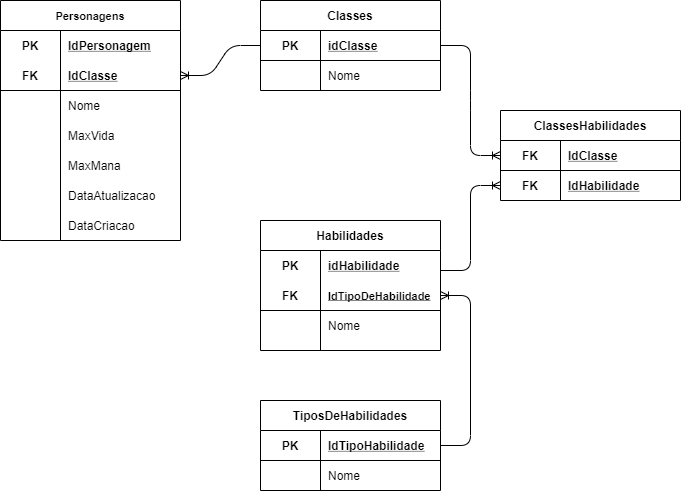 Personagens
PK IdPersonagem
FK IdClasse
Nome
MaxVida
MaxMana
DataAtualizacao
DataCriacao
Classes
PK idClasse
Nome
ClassesHabilidades
FK IdClasse
FK IdHabilidade
Habilidades
PK idHabilidade
FK IdTipoDeHabilidade
Nome
TiposDeHabilidades
PK IdTipoHabilidade
Nome